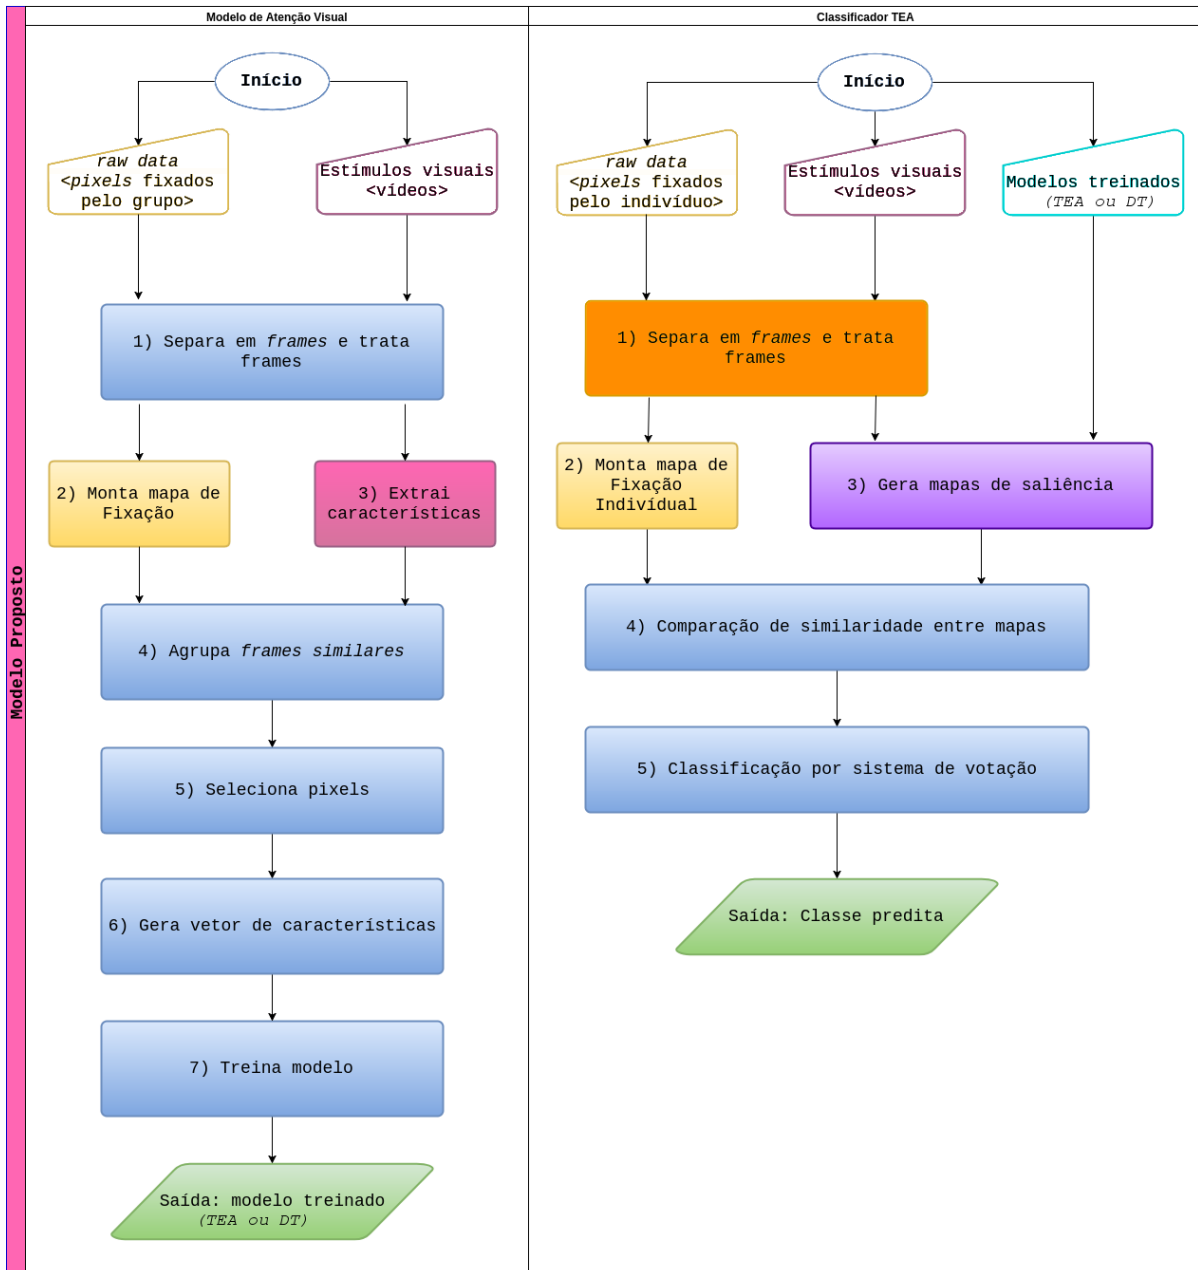 Modelo Proposto
Modelo de Atenção Visual
Início
raw data
<pixels fixados
pelo grupo>
Estímulos visuais
<vídeos>
1) Separa em frames e trata
frames
2) Monta mapa de
Fixação
3) Extrai
características
4) Agrupa frames similares
5) Seleciona pixels
6) Gera vetor de características
7) Treina modelo
Saída: modelo treinado
(TEA ou DT)
Classificador TEA
Início
raw data
<pixels fixados
pelo indivíduo>
Estímulos visuais
<vídeos>
Modelos treinados
(TEA ou DT)
1) Separa em frames e trata
frames
2) Monta mapa de
Fixação
Indivídual
3) Gera mapas de saliência
4) Comparação de similaridade entre mapas
5) Classificação por sistema de votação
Saída: Classe predita